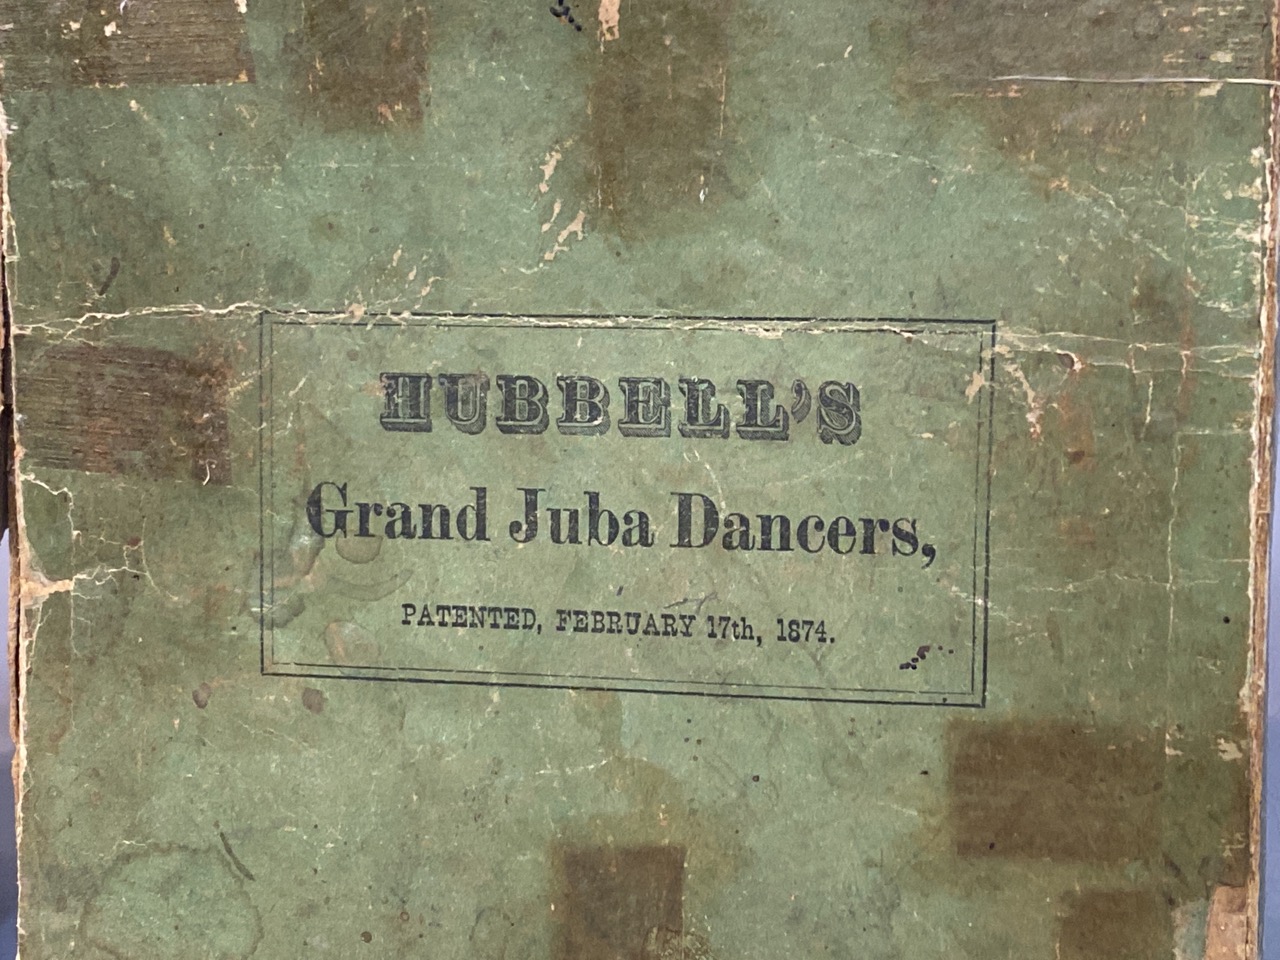 HUBBELL'S
Grand Juba Dancers,
PATENTED, FEBRUARY 17th, 1874.